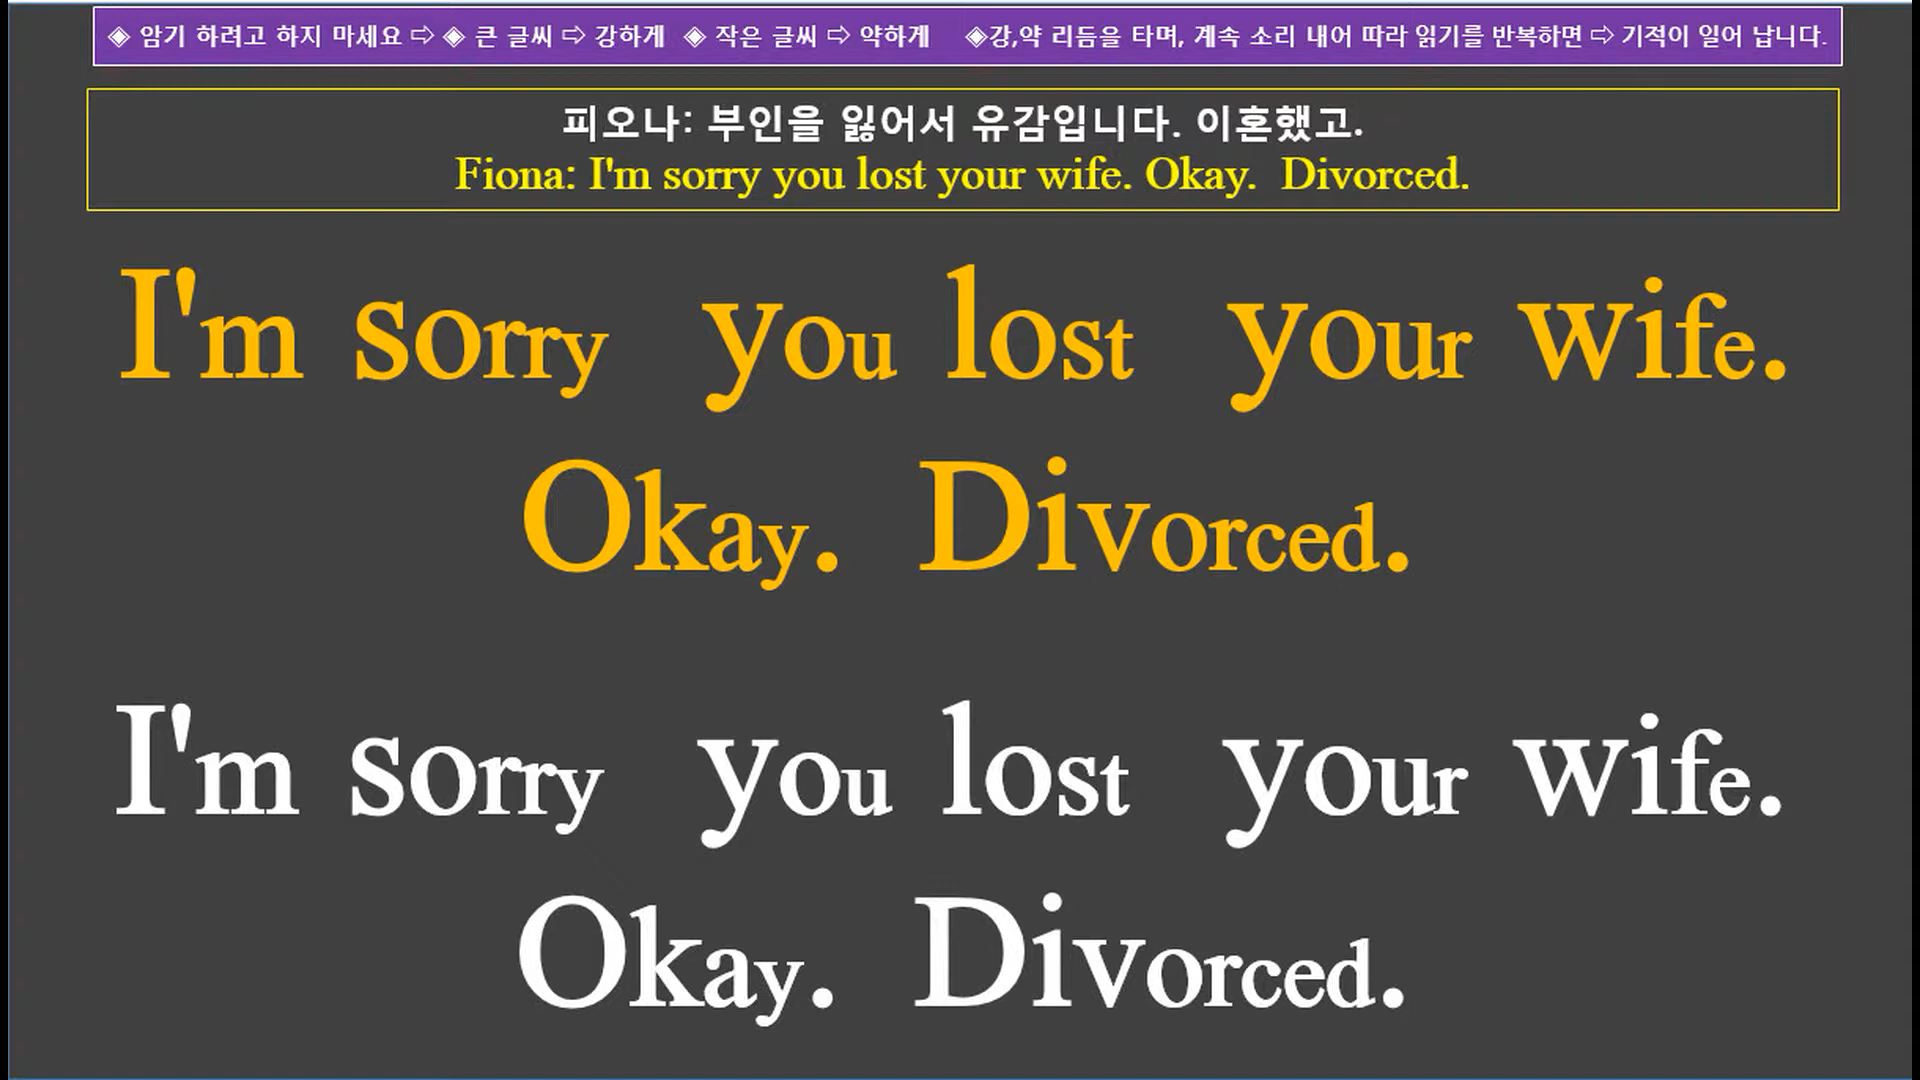 ◈ 암기 하려고 하지 마세요 ⇨ ◈ 큰 글씨 ⇨ 강하게 ◈ 작은 글씨 ⇨ 약하게 ◈강,약 리듬을 타며, 계속 소리 내어 따라 읽기를 반복하면 ⇨ 기적이 일어 납니다.
피오나: 부인을 잃어서 유감입니다. 이혼했고.
Fiona: I'm sorry you lost your wife. Okay. Divorced.
I'm sorry you lost your wife.
Okay. Divorced.
I'm sorry you lost your wife.
Okay. Divorced.